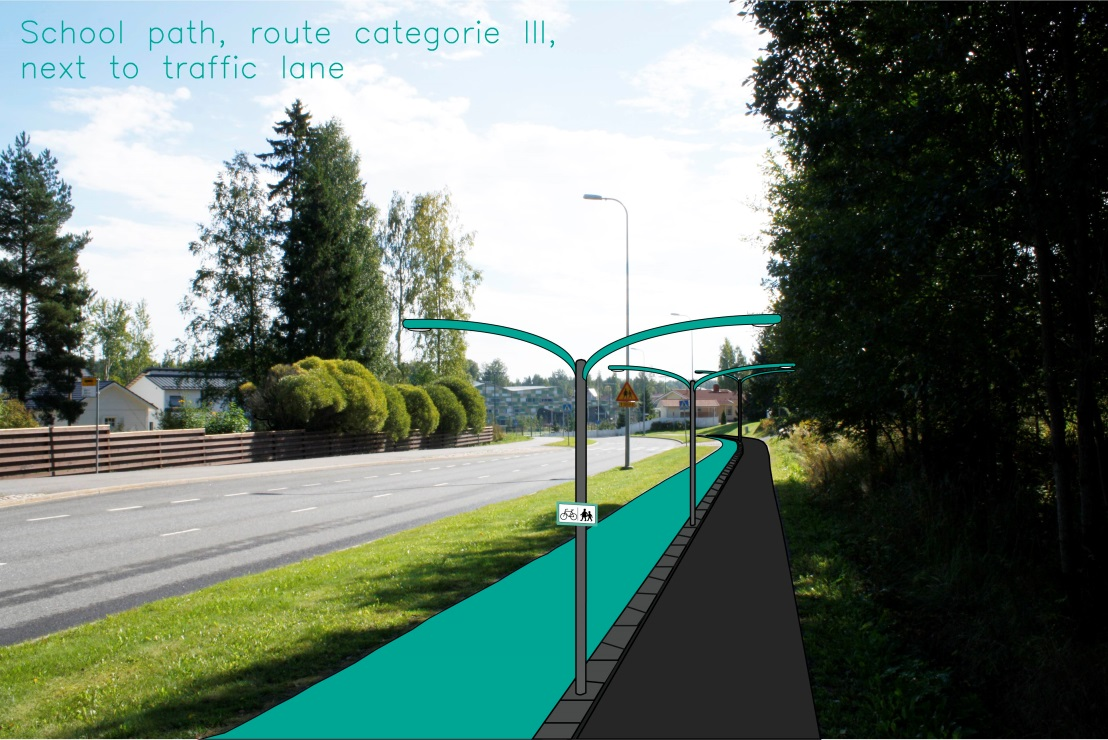 School path, route categorie III,
next to traffic lane